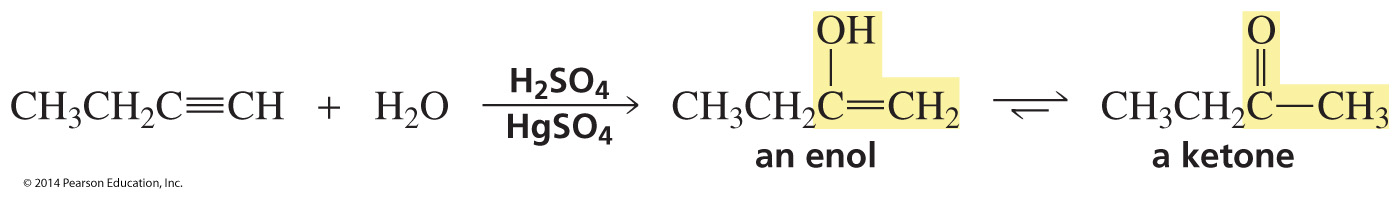 OH O
CH₃CH₂C≡CH + H₂O H₂SO₄ HgSO₄ CH₃CH₂C=CH₂ CH₃CH₂C—CH₃
an enol a ketone
© 2014 Pearson Education, Inc.